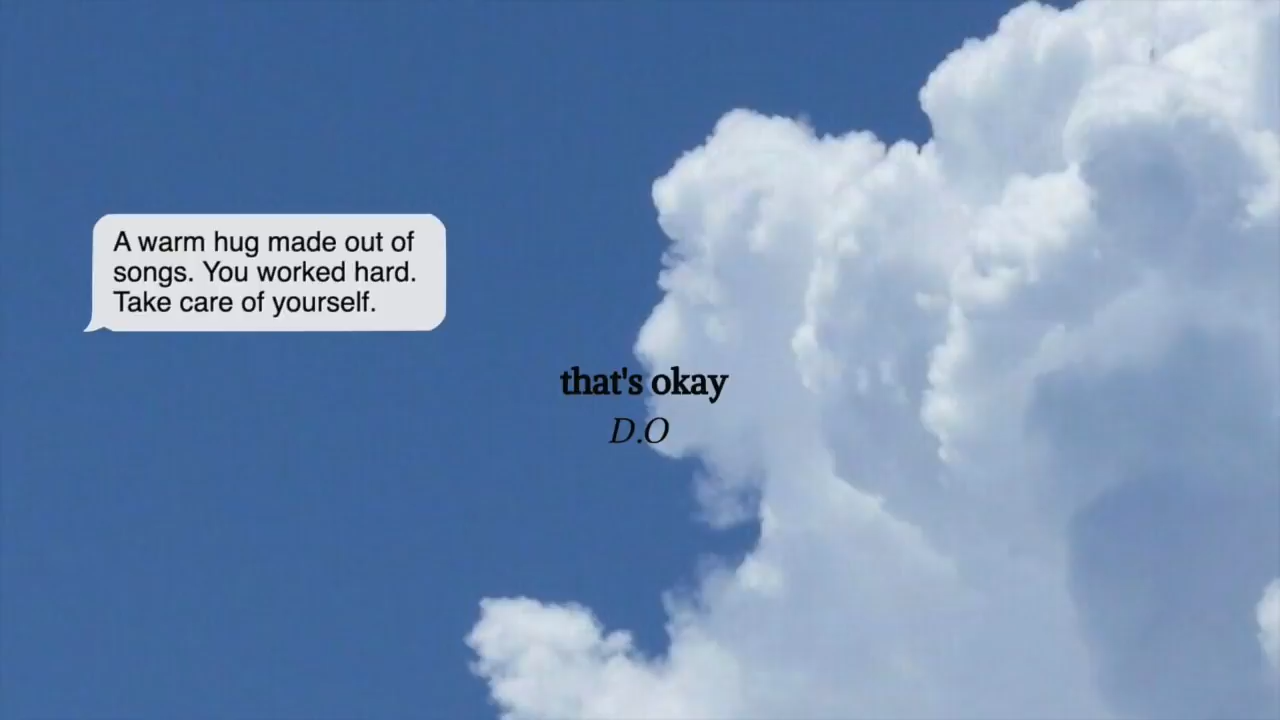 A warm hug made out of
songs. You worked hard.
Take care of yourself.
that's okay
D.O